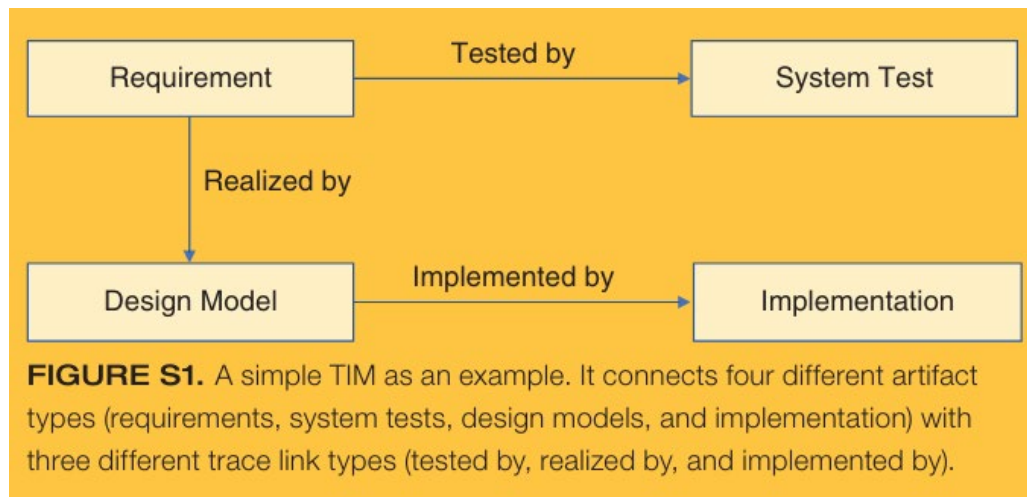 Requirement
Tested by
System Test
Realized by
Design Model
Implemented by
Implementation
FIGURE S1. A simple TIM as an example. It connects four different artifact
types (requirements, system tests, design models, and implementation) with
three different trace link types (tested by, realized by, and implemented by).